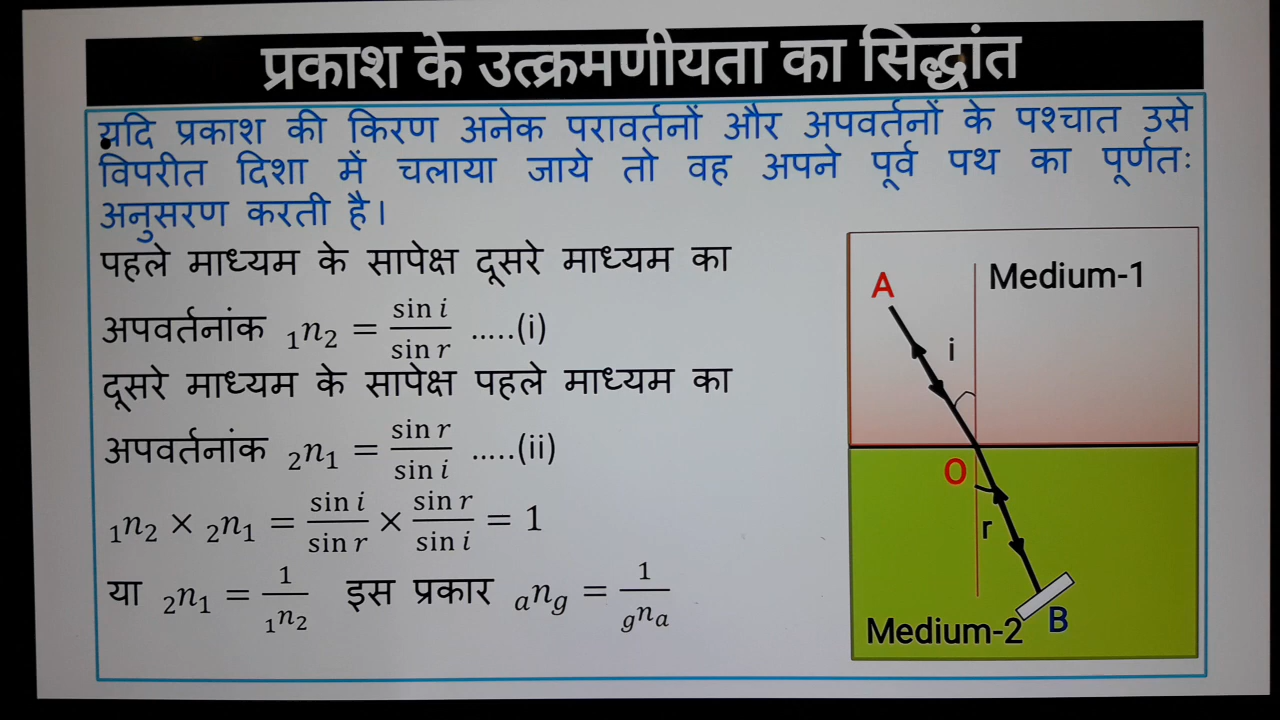 प्रकाश के उत्क्रमणीयता का सिद्धांत
यदि प्रकाश की किरण अनेक परावर्तनों और अपवर्तनों के पश्चात उसे
विपरीत दिशा में चलाया जाये तो वह अपने पूर्व पथ का पूर्णतः
अनुसरण करती है।
पहले माध्यम के सापेक्ष दूसरे माध्यम का
अपवर्तनांक ₁n₂ = sin i / sin r .....(i)
दूसरे माध्यम के सापेक्ष पहले माध्यम का
अपवर्तनांक ₂n₁ = sin r / sin i .....(ii)
₁n₂ × ₂n₁ = sin i / sin r × sin r / sin i = 1
या ₂n₁ = 1 / ₁n₂ इस प्रकार ₐn_g = 1 / _gnₐ
Medium-1
A
i
O
r
B
Medium-2